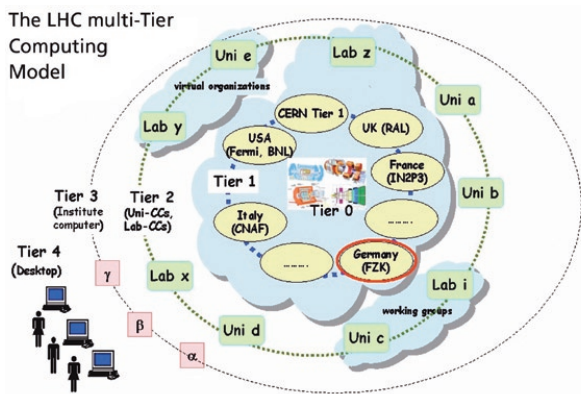 The LHC multi-Tier
Computing
Model
Uni e
Lab z
virtual organizations
Uni a
CERN Tier 1
Lab y
UK (RAL)
USA
(Fermi, BNL)
France
(IN2P3)
Tier 1
Tier 3
(Institute
computer)
Tier 2
(Uni-CCs,
Lab-CCs)
Tier 0
Uni b
Italy
(CNAF)
........
Tier 4
(Desktop)
........
Germany
(FZK)
γ
Lab x
Lab i
working groups
β
Uni d
Uni c
α